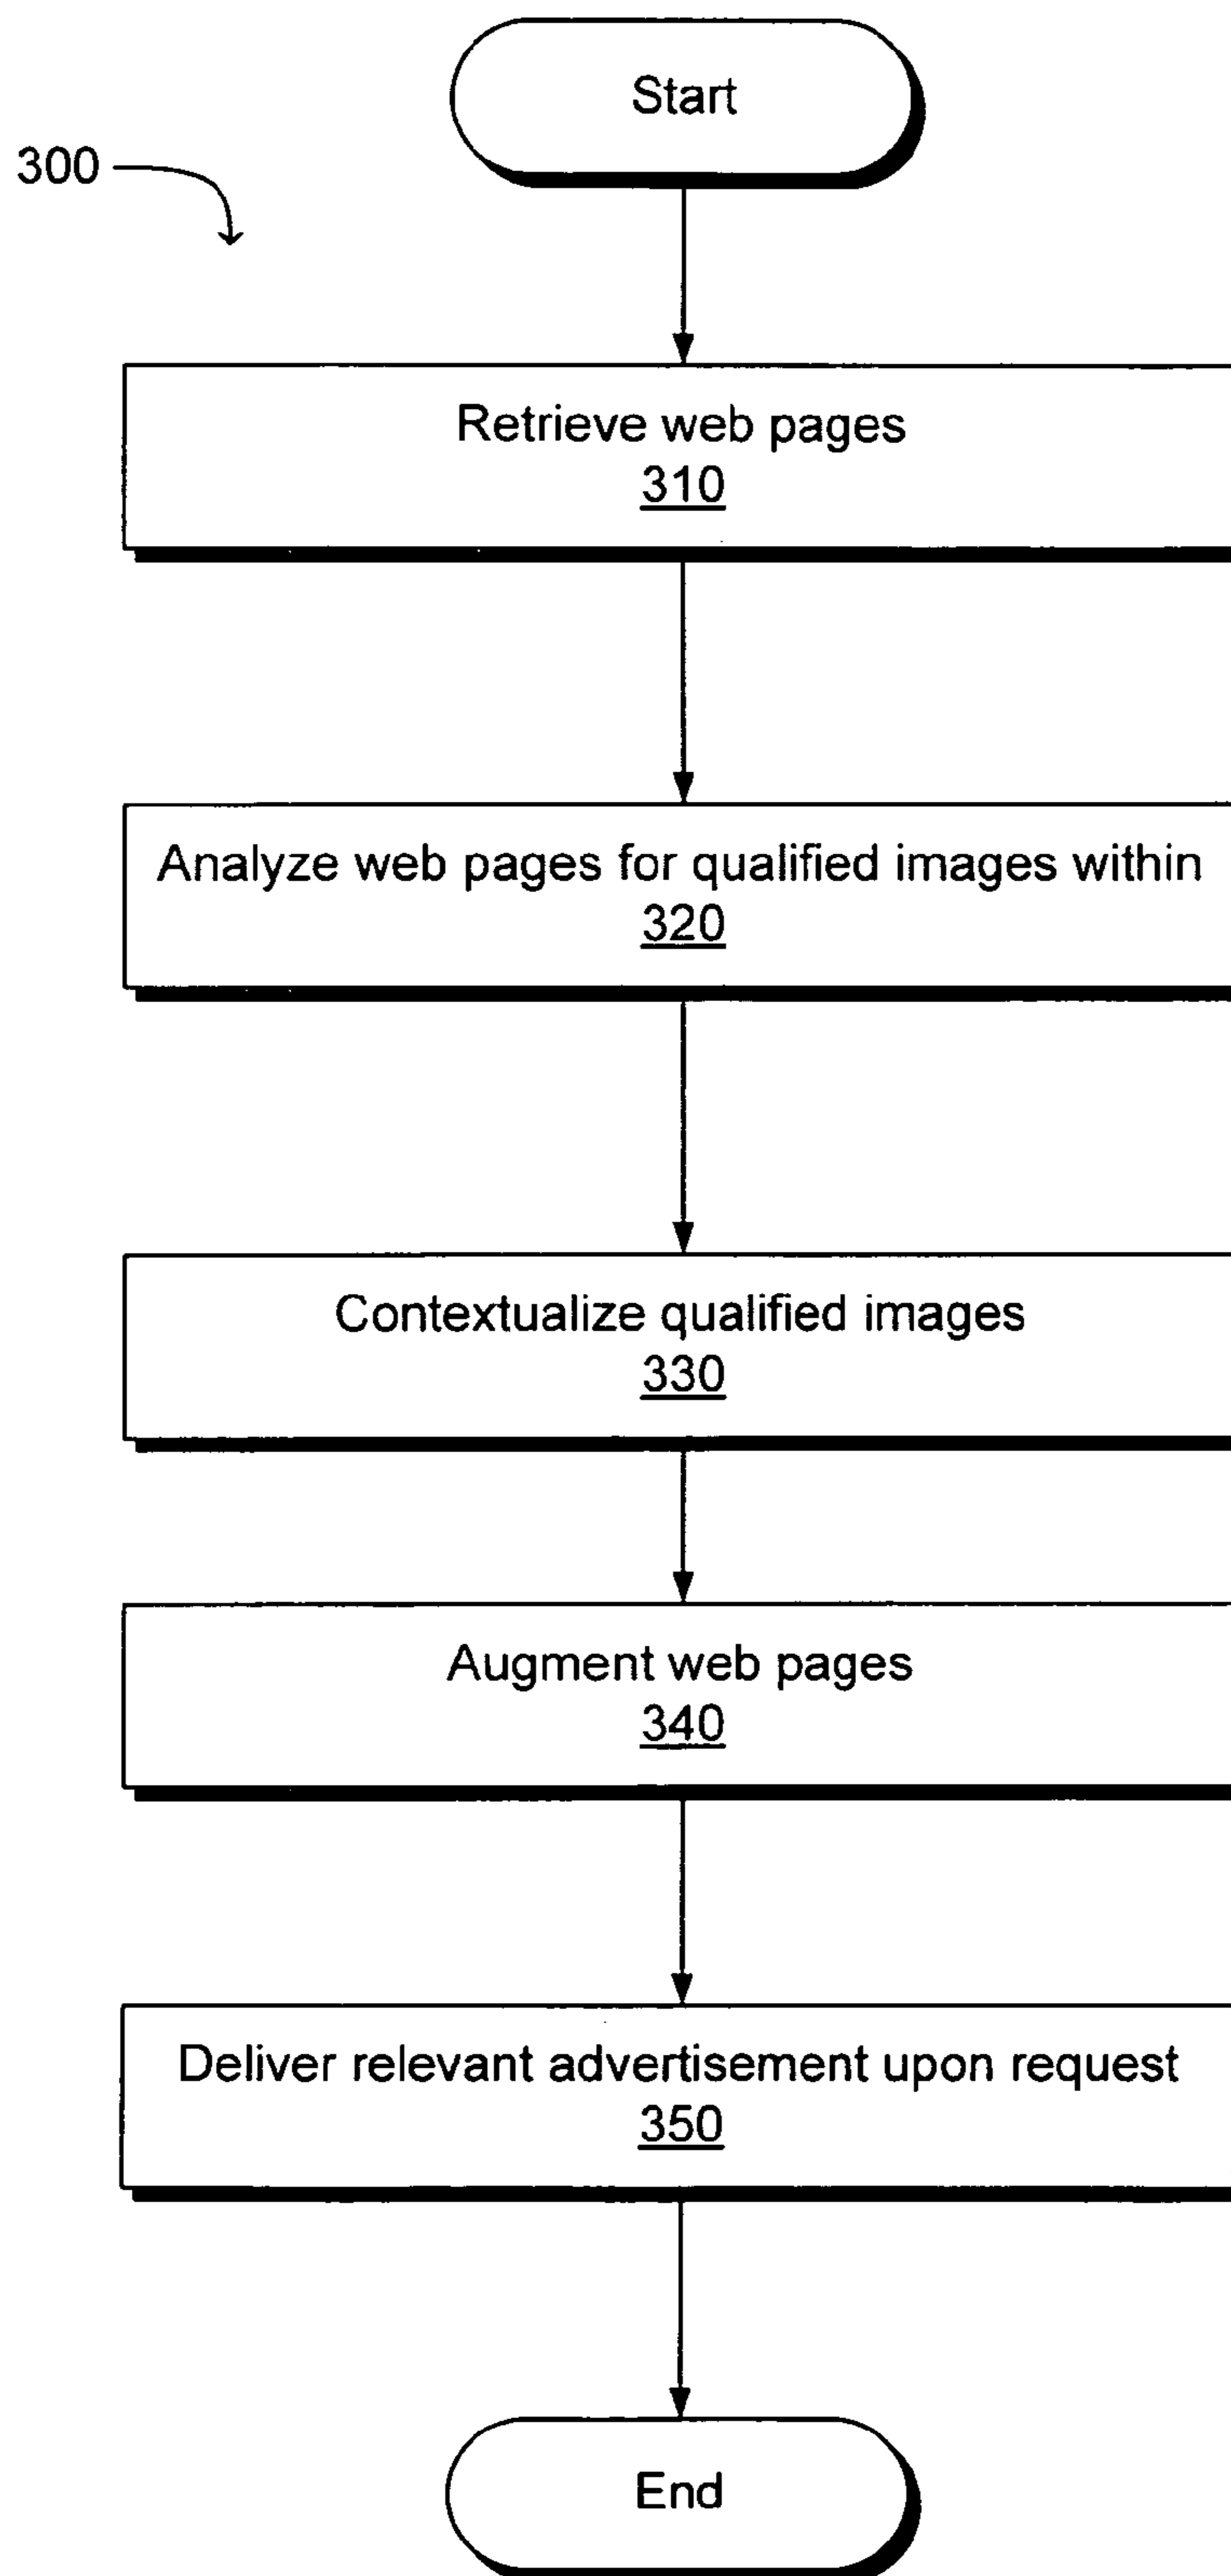 Start
300
Retrieve web pages
310
Analyze web pages for qualified images within
320
Contextualize qualified images
330
Augment web pages
340
Deliver relevant advertisement upon request
350
End